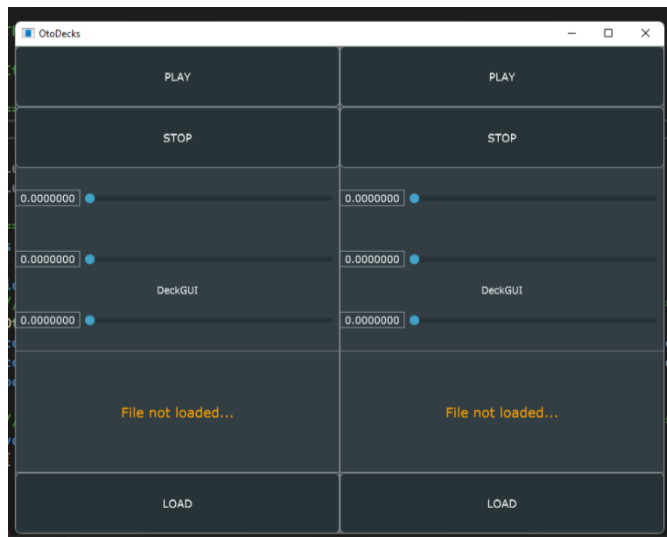 OtoDecks
PLAY PLAY
STOP STOP
0.0000000 0.0000000
0.0000000 0.0000000
DeckGUI DeckGUI
0.0000000 0.0000000
File not loaded... File not loaded...
LOAD LOAD